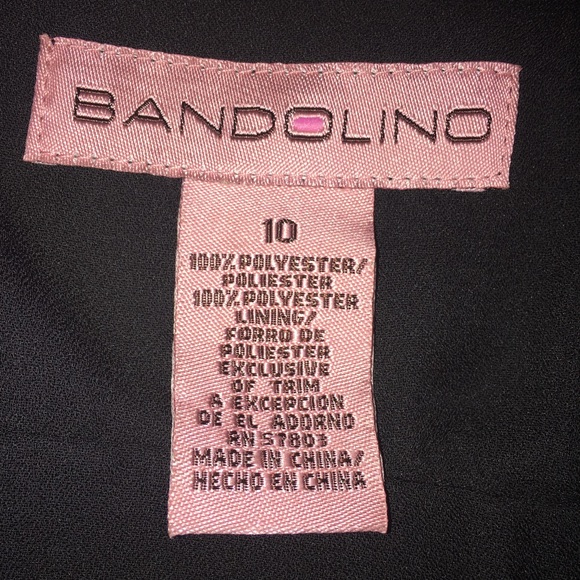 BANDOLINO
10
100% POLYESTER/
POLIESTER
100% POLYESTER
LINING/
FORRO DE
POLIESTER
EXCLUSIVE
OF TRIM
A EXCEPCION
DE EL ADORNO
RN 57803
MADE IN CHINA/
HECHO EN CHINA